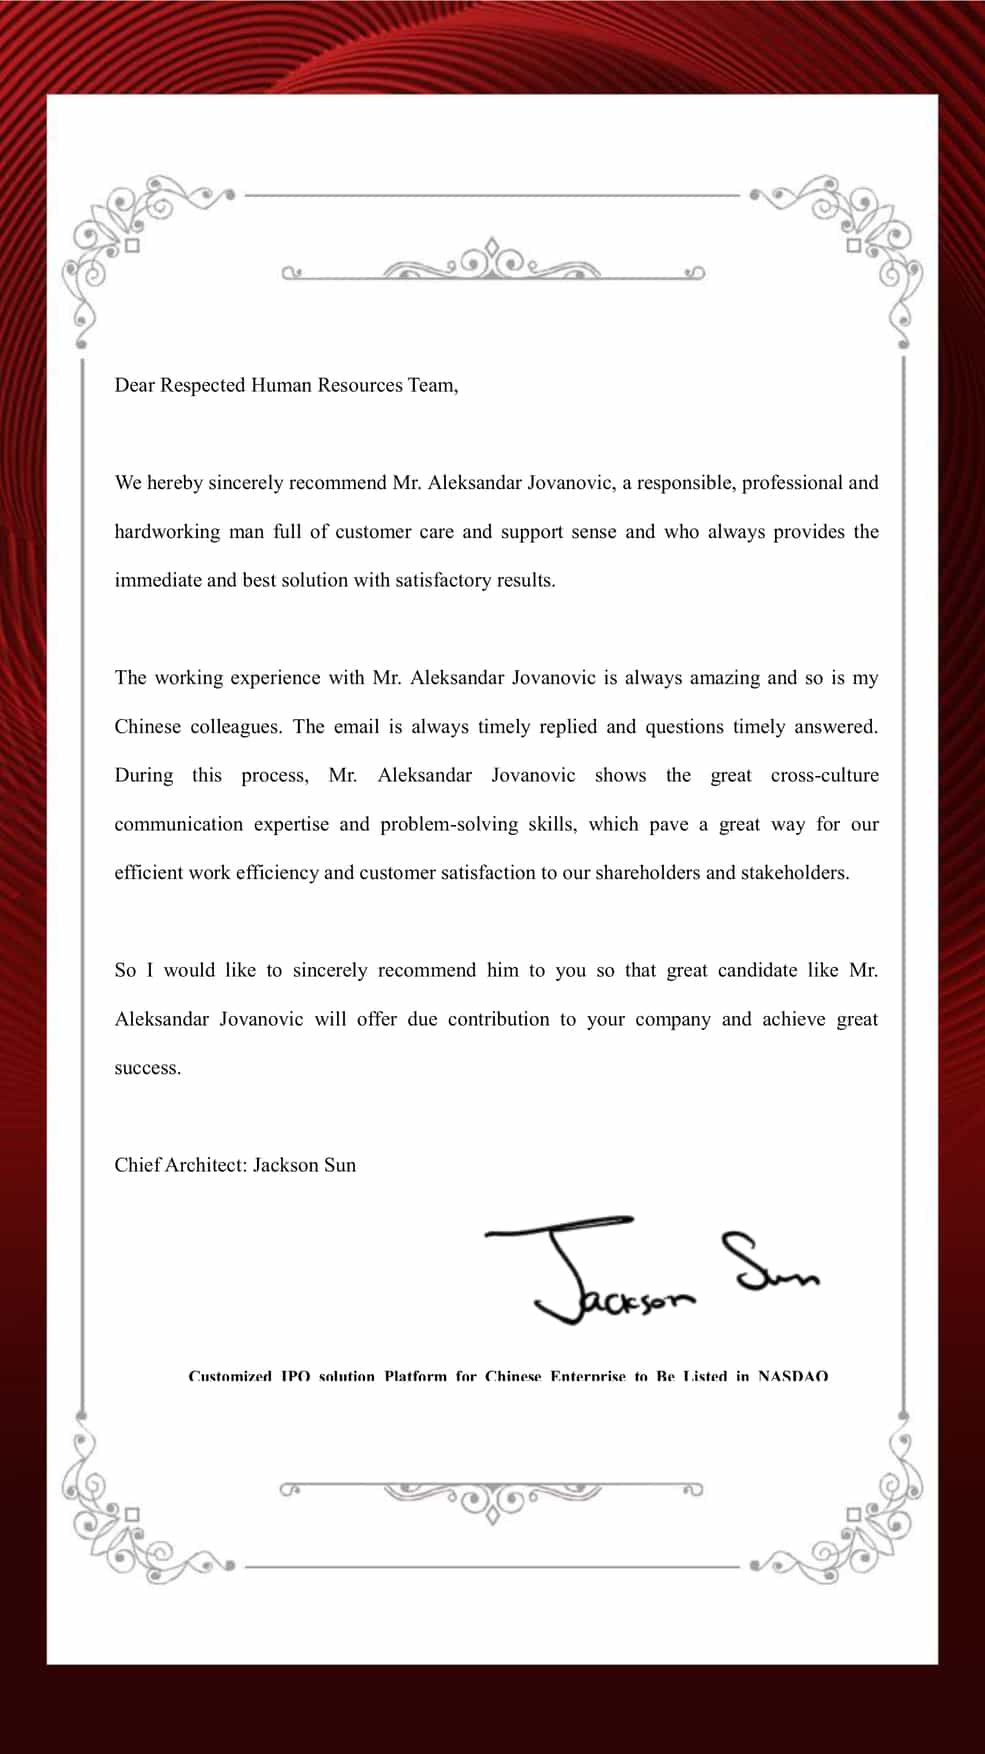 Dear Respected Human Resources Team,
We hereby sincerely recommend Mr. Aleksandar Jovanovic, a responsible, professional and
hardworking man full of customer care and support sense and who always provides the
immediate and best solution with satisfactory results.
The working experience with Mr. Aleksandar Jovanovic is always amazing and so is my
Chinese colleagues. The email is always timely replied and questions timely answered.
During this process, Mr. Aleksandar Jovanovic shows the great cross-culture
communication expertise and problem-solving skills, which pave a great way for our
efficient work efficiency and customer satisfaction to our shareholders and stakeholders.
So I would like to sincerely recommend him to you so that great candidate like Mr.
Aleksandar Jovanovic will offer due contribution to your company and achieve great
success.
Chief Architect: Jackson Sun
Jackson Sun
Customized IPO solution Platform for Chinese Enterprise to Be Listed in NASDAQ